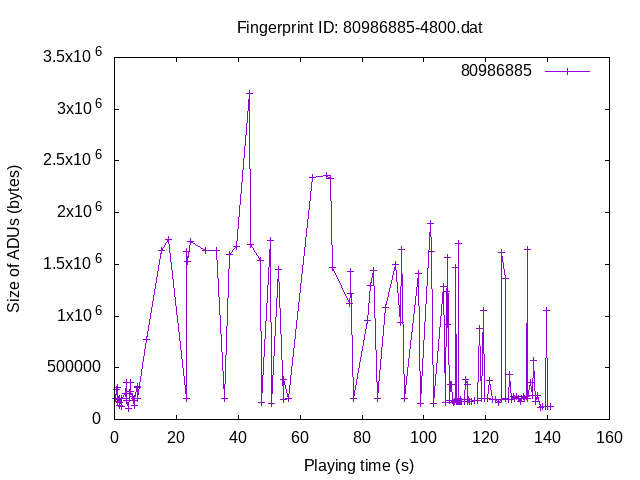 Fingerprint ID: 80986885-4800.dat
3.5x10^6
80986885
3x10^6
2.5x10^6
2x10^6
1.5x10^6
1x10^6
500000
0
Size of ADUs (bytes)
0 20 40 60 80 100 120 140 160
Playing time (s)